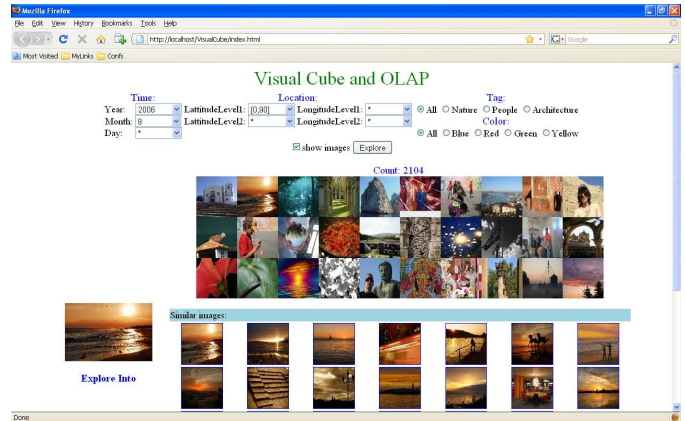 Mozilla Firefox
File Edit View History Bookmarks Tools Help
http://localhost/VisualCube/index.html
Google
Most Visited MyLinks Confs
Visual Cube and OLAP
Time: Location: Tag:
Year: 2006 LattitudeLevel1: [0,90] LongitudeLevel1: * All Nature People Architecture
Month: 9 LattitudeLevel2: * LongitudeLevel2: * Color:
Day: * All Blue Red Green Yellow
show images Explore
Count: 2104
Similar images:
Explore Into
Done